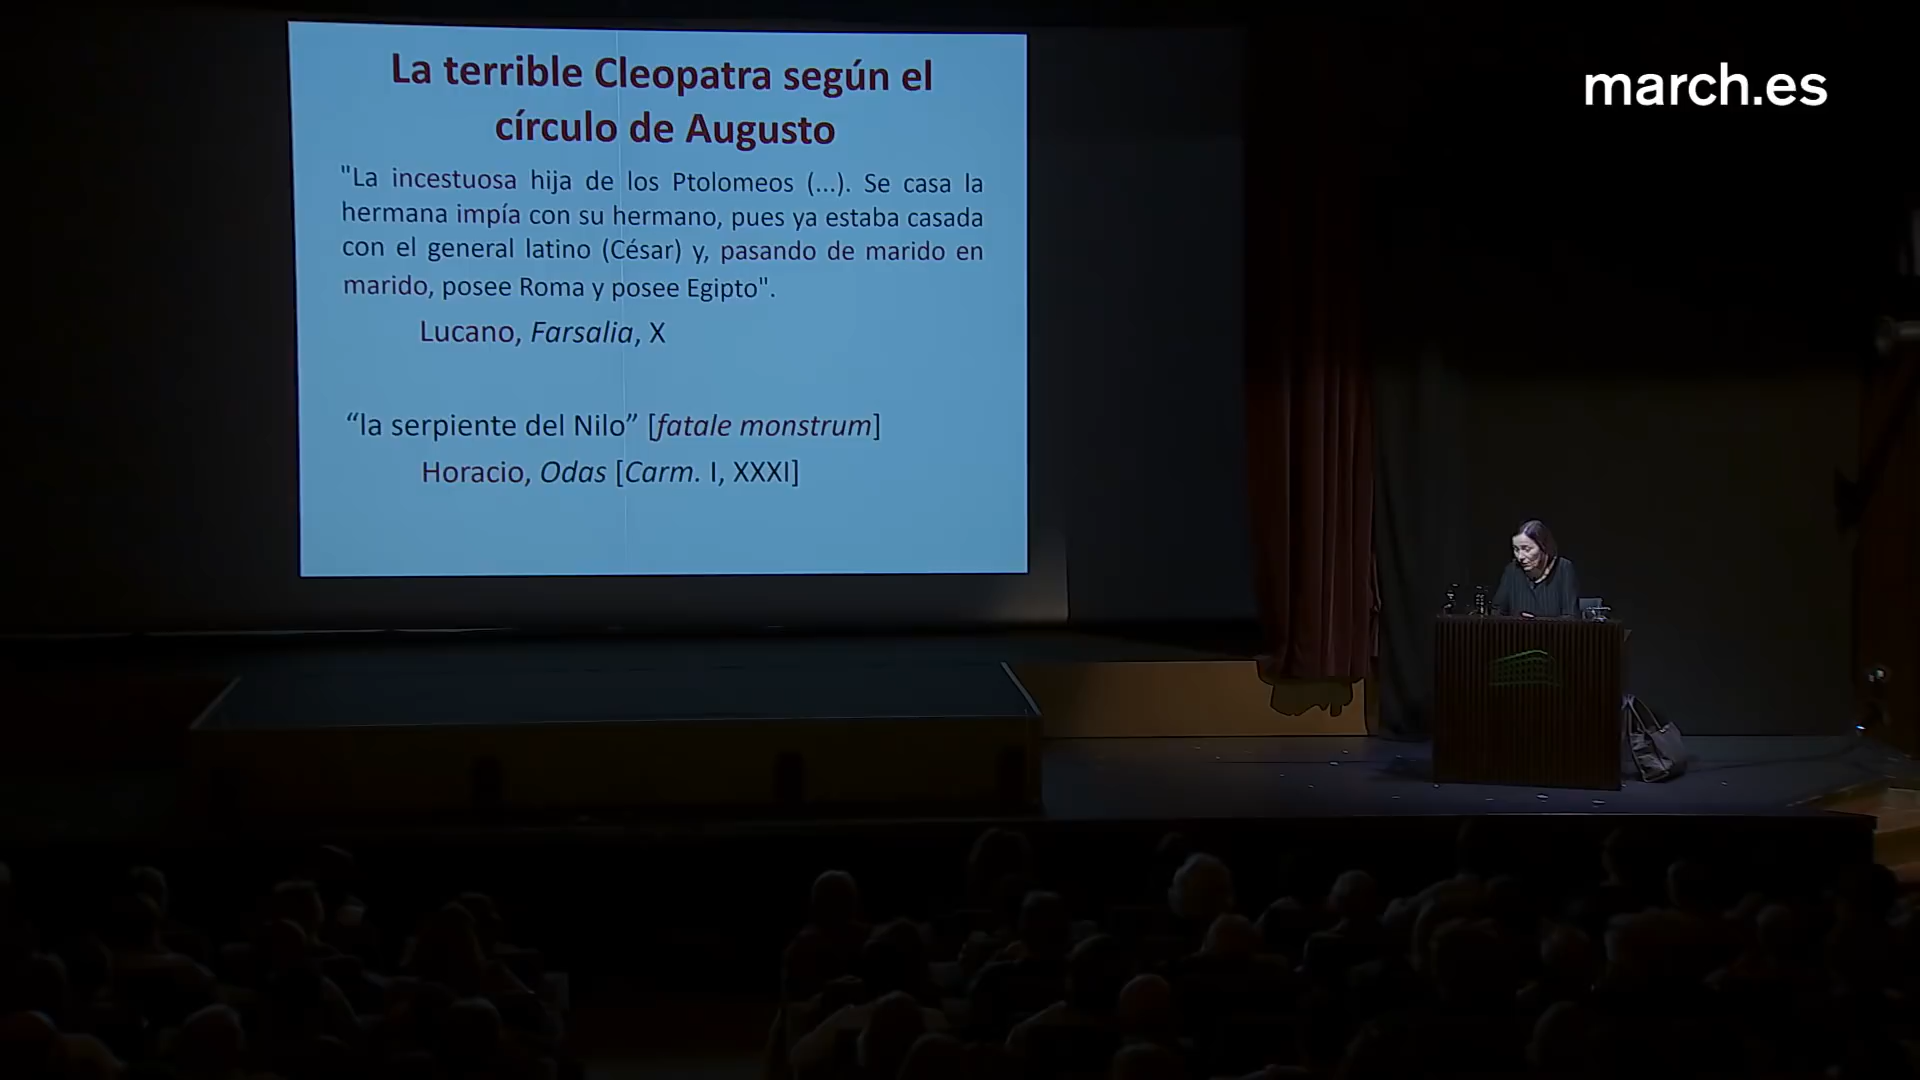 La terrible Cleopatra según el
círculo de Augusto
"La incestuosa hija de los Ptolomeos (...). Se casa la
hermana impía con su hermano, pues ya estaba casada
con el general latino (César) y, pasando de marido en
marido, posee Roma y posee Egipto".
Lucano, Farsalia, X
“la serpiente del Nilo” [fatale monstrum]
Horacio, Odas [Carm. I, XXXI]
march.es